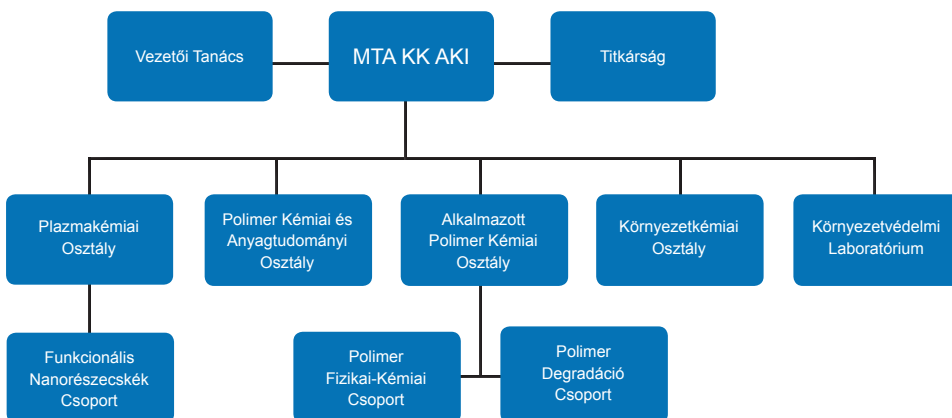 Vezetői Tanács
MTA KK AKI
Titkárság
Plazmakémiai
Osztály
Polimer Kémiai és
Anyagtudományi
Osztály
Alkalmazott
Polimer Kémiai
Osztály
Környezetkémiai
Osztály
Környezetvédelmi
Laboratórium
Funkcionális
Nanorészecskék
Csoport
Polimer
Fizikai-Kémiai
Csoport
Polimer
Degradáció
Csoport